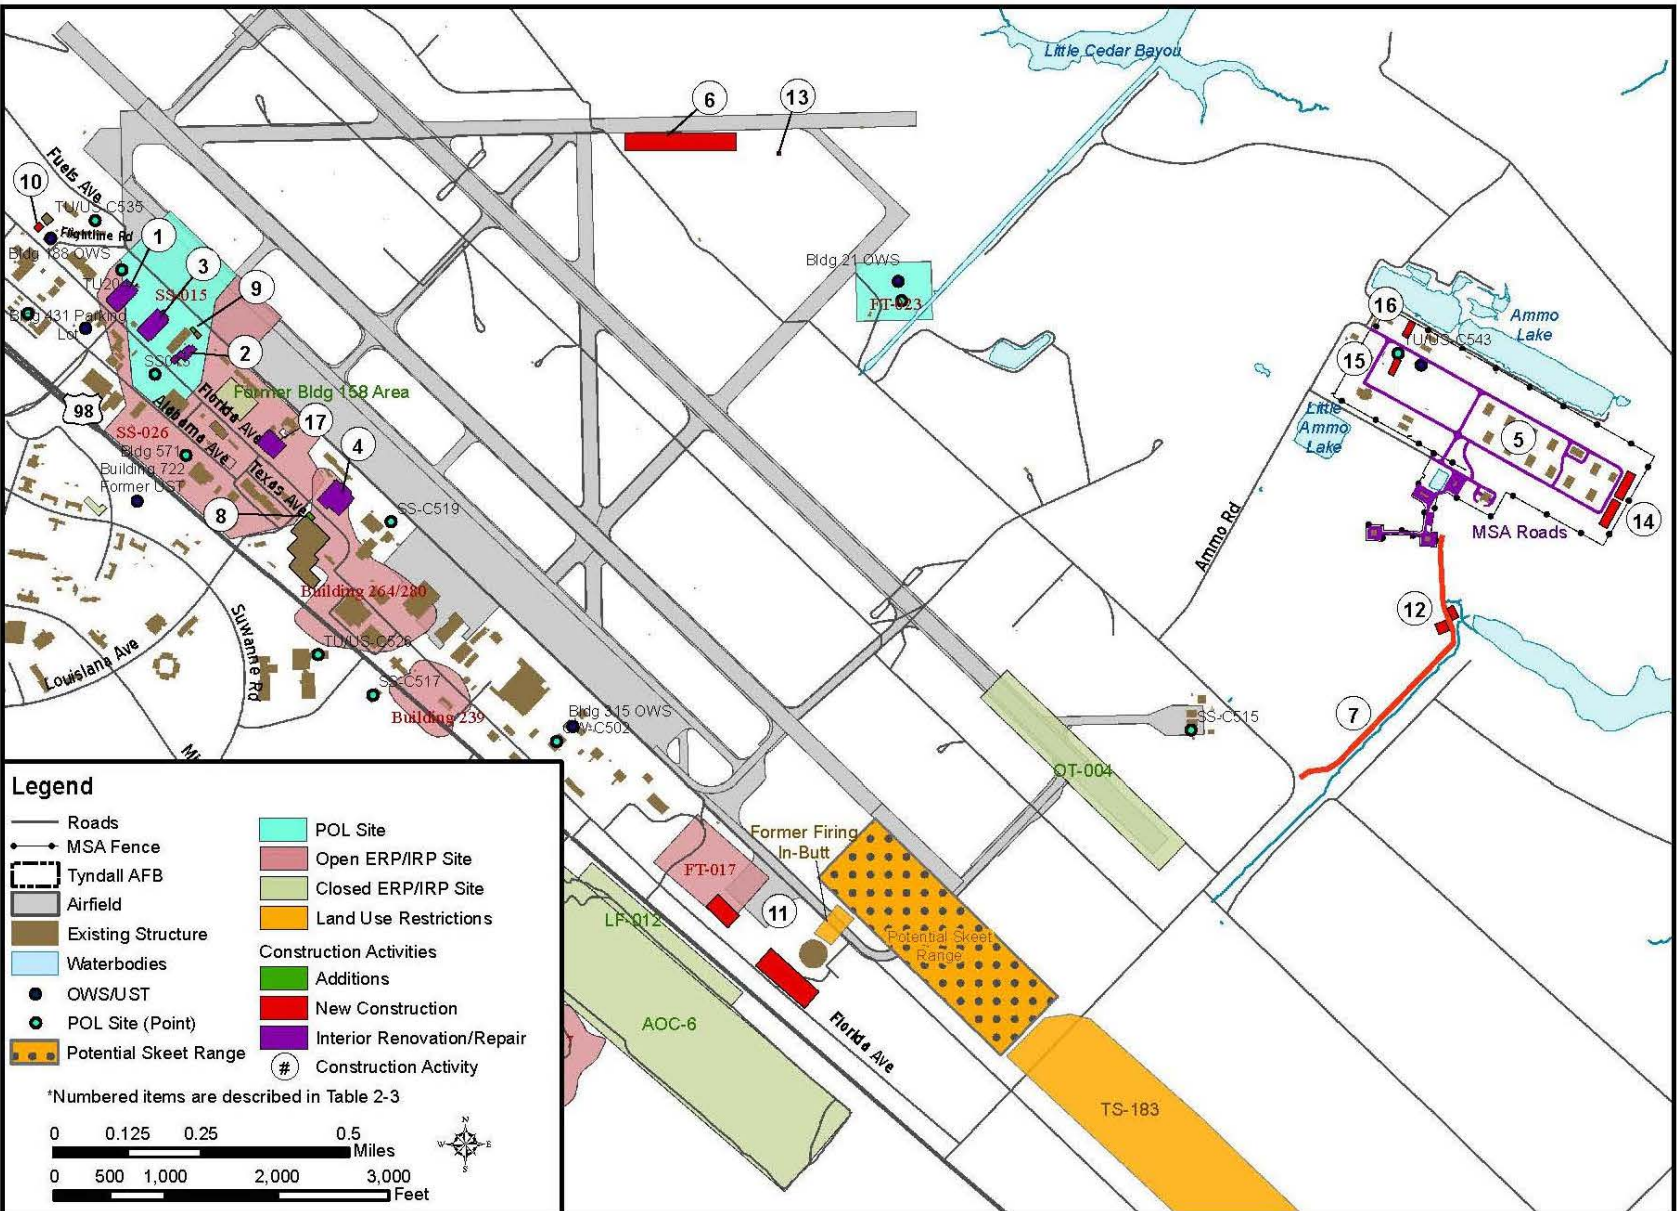 Little Cedar Bayou
6
13
Fuels Ave
10
TU/US-C535
Flightline Rd
1
Bldg 188 OWS
3
Bldg 21 OWS
SS-015
9
FT-023
16
Ammo
Lake
Bldg 431 Parking
Lot
TU/US-C543
15
2
Former Bldg 158 Area
98
Florida Ave
Alabama Ave
17
Little
Ammo
Lake
5
SS-026
4
Bldg 571
Building 722
Former UST
Texas Ave
8
SS-C519
14
Ammo Rd
MSA Roads
Building 264/280
12
Suwanne Rd
TU/US-C526
Louisiana Ave
SS-C517
Building 239
Bldg 315 OWS
7
SS-C515
OT-004
Former Firing
In-Butt
FT-017
11
LF-012
Potential Skeet
Range
AOC-6
Florida Ave
TS-183
Legend
Roads
MSA Fence
Tyndall AFB
Airfield
Existing Structure
Waterbodies
OWS/UST
POL Site (Point)
Potential Skeet Range
POL Site
Open ERP/IRP Site
Closed ERP/IRP Site
Land Use Restrictions
Construction Activities
Additions
New Construction
Interior Renovation/Repair
# Construction Activity
*Numbered items are described in Table 2-3
0 0.125 0.25 0.5
Miles
0 500 1,000 2,000 3,000
Feet
N
W E
S